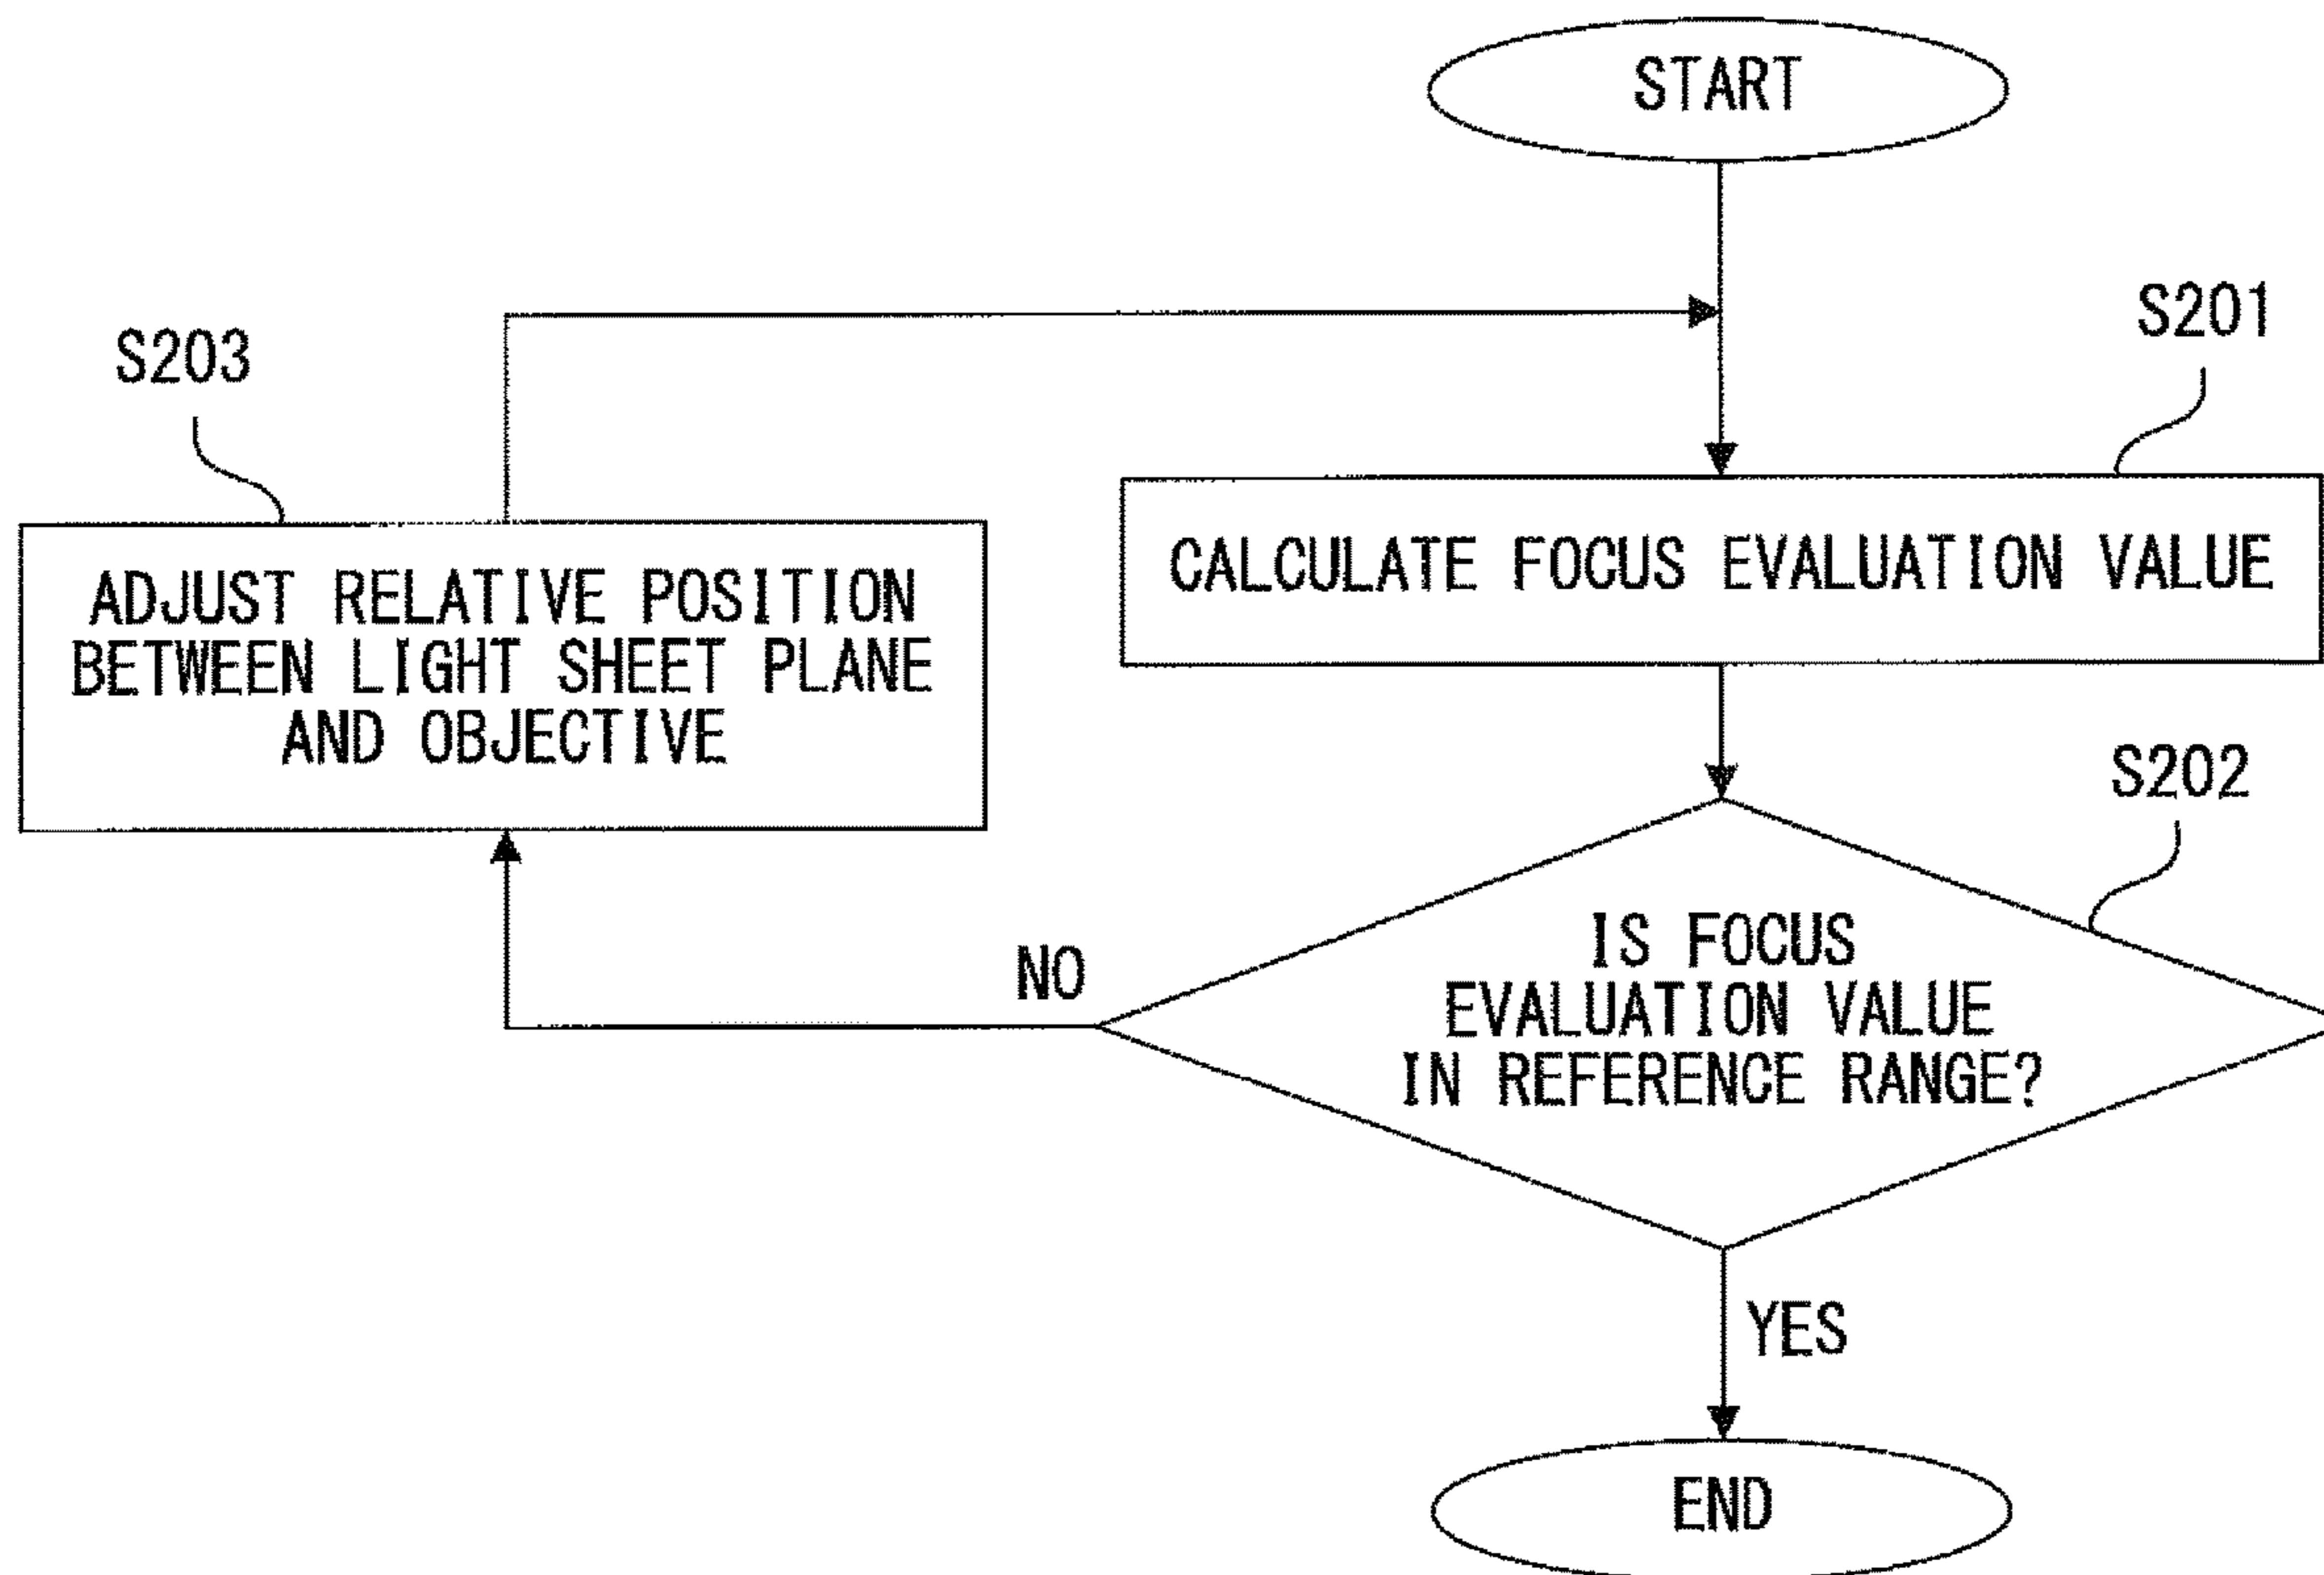 START
S201
CALCULATE FOCUS EVALUATION VALUE
S202
IS FOCUS
EVALUATION VALUE
IN REFERENCE RANGE?
NO
YES
S203
ADJUST RELATIVE POSITION
BETWEEN LIGHT SHEET PLANE
AND OBJECTIVE
END